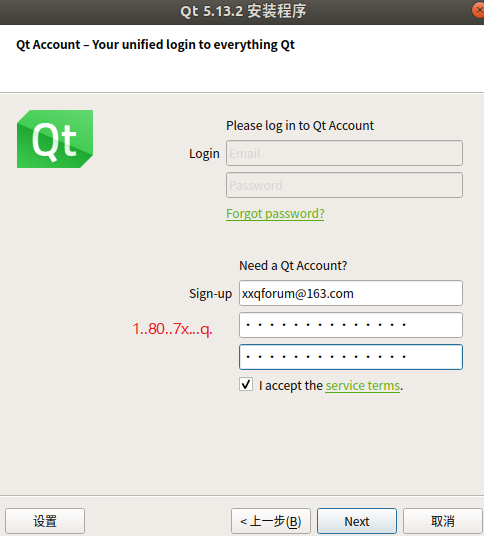 Qt 5.13.2 安装程序
Qt Account – Your unified login to everything Qt
Qt
Please log in to Qt Account
Login Email
Password
Forgot password?
Need a Qt Account?
Sign-up xxqforum@163.com
1..80..7x...q.
I accept the service terms.
设置 < 上一步(B) Next 取消